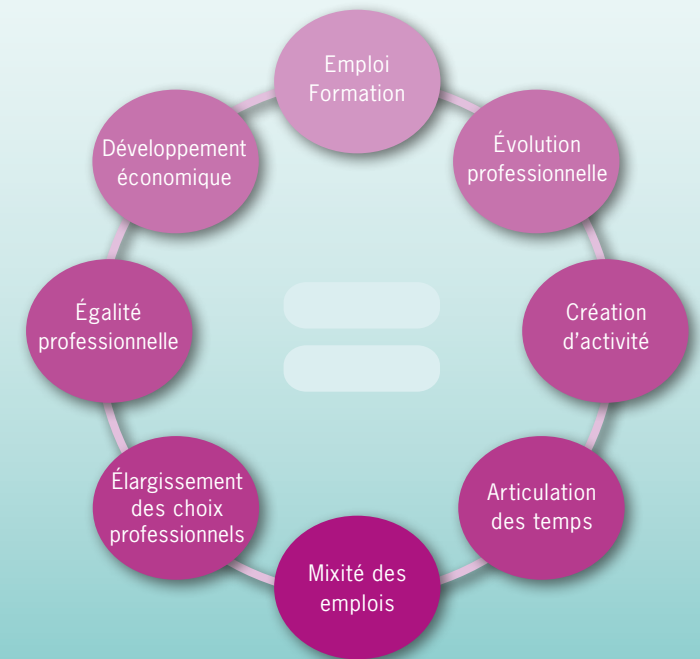 Emploi
Formation
Évolution
professionnelle
Création
d'activité
Articulation
des temps
Mixité des
emplois
Élargissement
des choix
professionnels
Égalité
professionnelle
Développement
économique